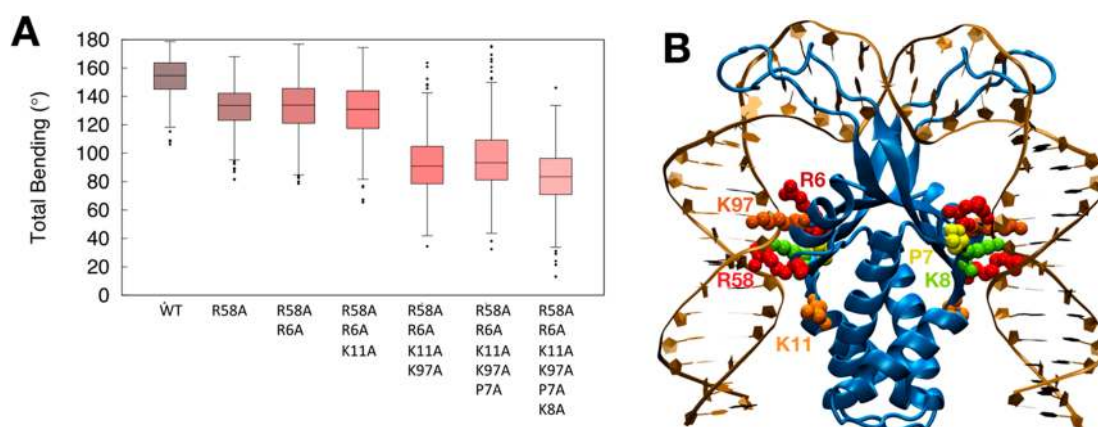 A
Total Bending (°)
180
160
140
120
100
80
60
40
20
0
WT
R58A
R58A
R6A
R58A
R6A
K11A
R58A
R6A
K11A
K97A
R58A
R6A
K11A
K97A
P7A
R58A
R6A
K11A
K97A
P7A
K8A
B
R6
K97
P7
R58
K8
K11